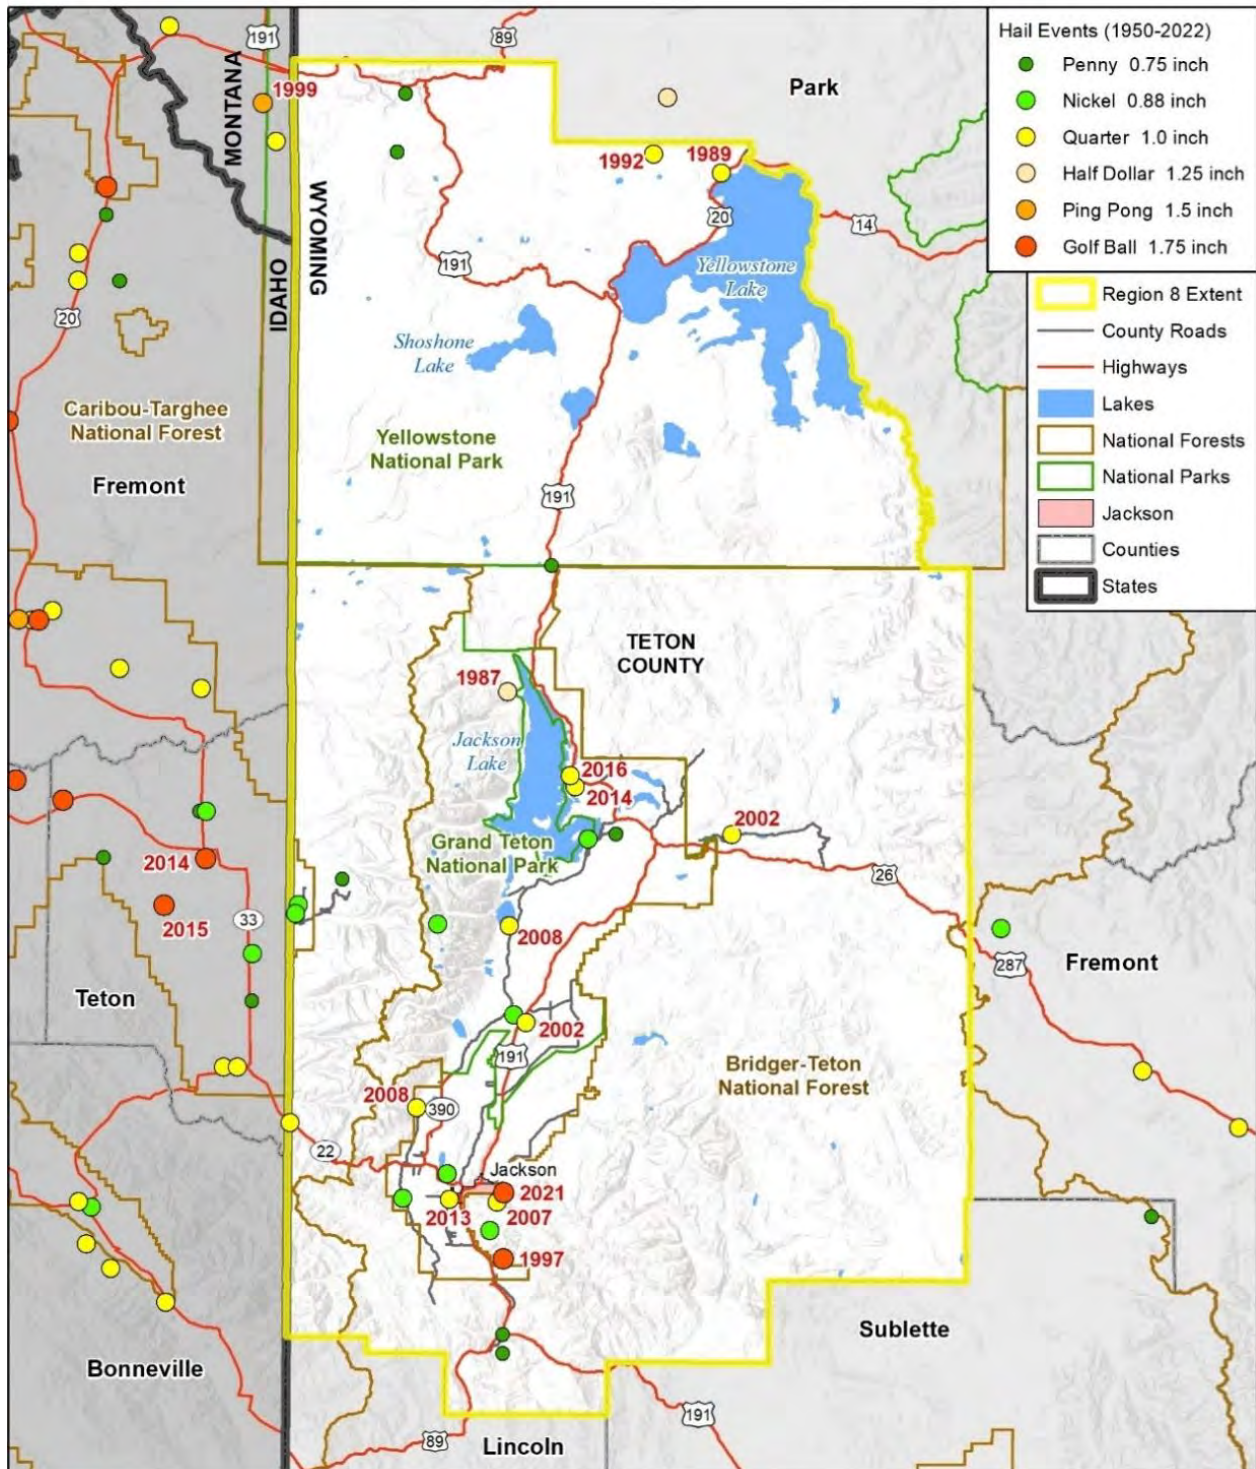 Hail Events (1950-2022)
Penny 0.75 inch
Nickel 0.88 inch
Quarter 1.0 inch
Half Dollar 1.25 inch
Ping Pong 1.5 inch
Golf Ball 1.75 inch
Region 8 Extent
County Roads
Highways
Lakes
National Forests
National Parks
Jackson
Counties
States
191
89
MONTANA
1999
Park
WYOMING
1992
1989
20
14
IDAHO
191
Yellowstone
Lake
20
Shoshone
Lake
Caribou-Targhee
National Forest
Yellowstone
National Park
Fremont
191
TETON
COUNTY
1987
Jackson
Lake
2016
2014
2002
Grand Teton
National Park
2014
26
2015
33
2008
287
Fremont
Teton
2002
191
Bridger-Teton
National Forest
2008
390
22
Jackson
2021
2013
2007
1997
Sublette
Bonneville
191
89
Lincoln